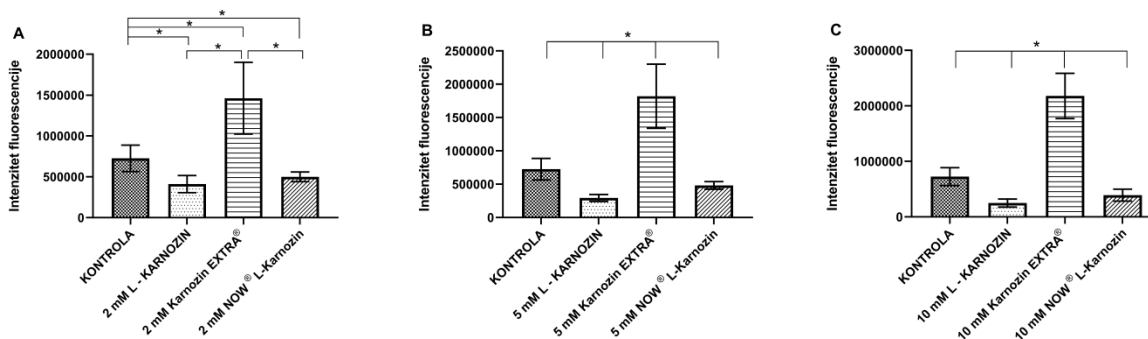 A
Intenzitet fluorescencije
2000000
1500000
1000000
500000
0
*
*
*
*
*
KONTROLA
2 mM L - KARNOZIN
2 mM Karnozin EXTRA®
2 mM NOW® L-Karnozin
B
Intenzitet fluorescencije
2500000
2000000
1500000
1000000
500000
0
*
KONTROLA
5 mM L - KARNOZIN
5 mM Karnozin EXTRA®
5 mM NOW® L-Karnozin
C
Intenzitet fluorescencije
3000000
2000000
1000000
0
*
KONTROLA
10 mM L - KARNOZIN
10 mM Karnozin EXTRA®
10 mM NOW® L-Karnozin